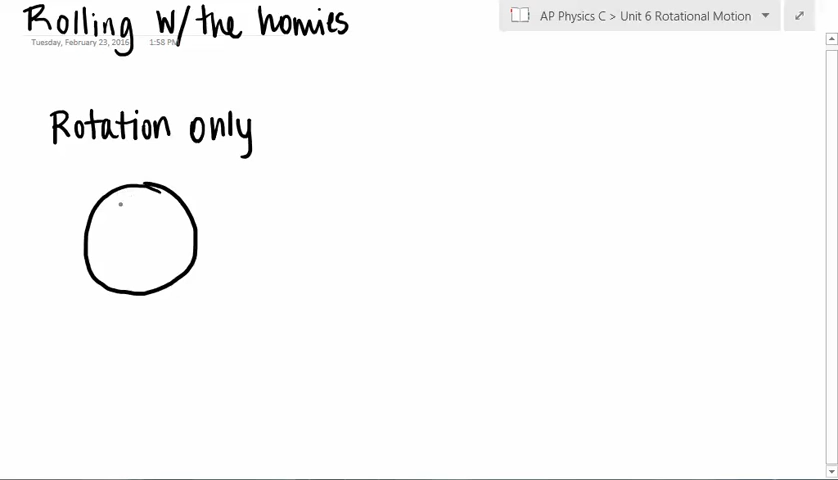 Rolling w/ the homies
AP Physics C > Unit 6 Rotational Motion
Tuesday, February 23, 2016 1:58 PM
Rotation only